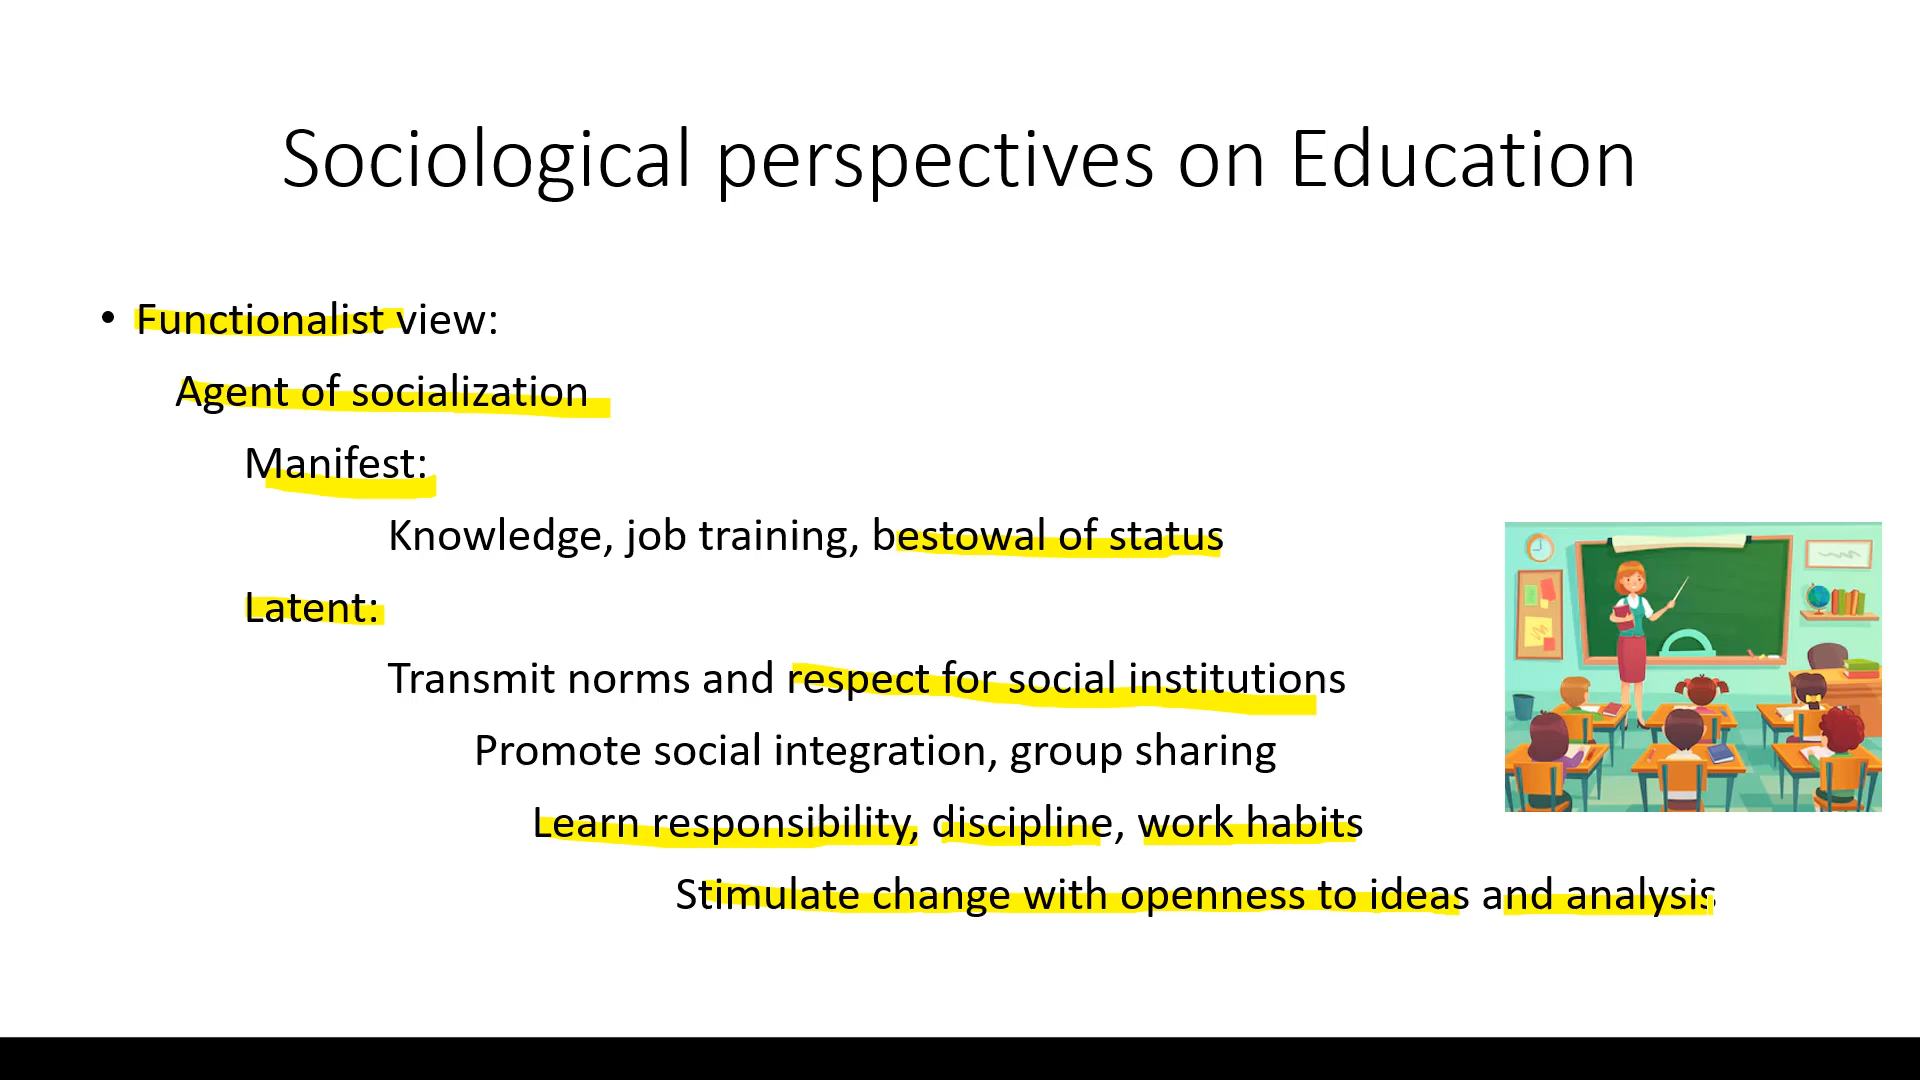 Sociological perspectives on Education
• Functionalist view:
Agent of socialization
Manifest:
Knowledge, job training, bestowal of status
Latent:
Transmit norms and respect for social institutions
Promote social integration, group sharing
Learn responsibility, discipline, work habits
Stimulate change with openness to ideas and analysis